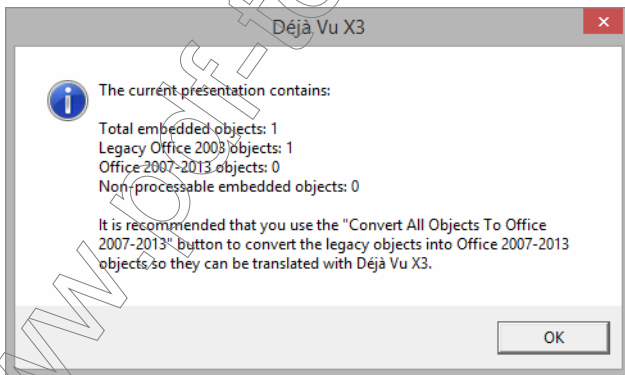 Déjà Vu X3
The current presentation contains:
Total embedded objects: 1
Legacy Office 2003 objects: 1
Office 2007-2013 objects: 0
Non-processable embedded objects: 0
It is recommended that you use the "Convert All Objects To Office
2007-2013" button to convert the legacy objects into Office 2007-2013
objects so they can be translated with Déjà Vu X3.
OK